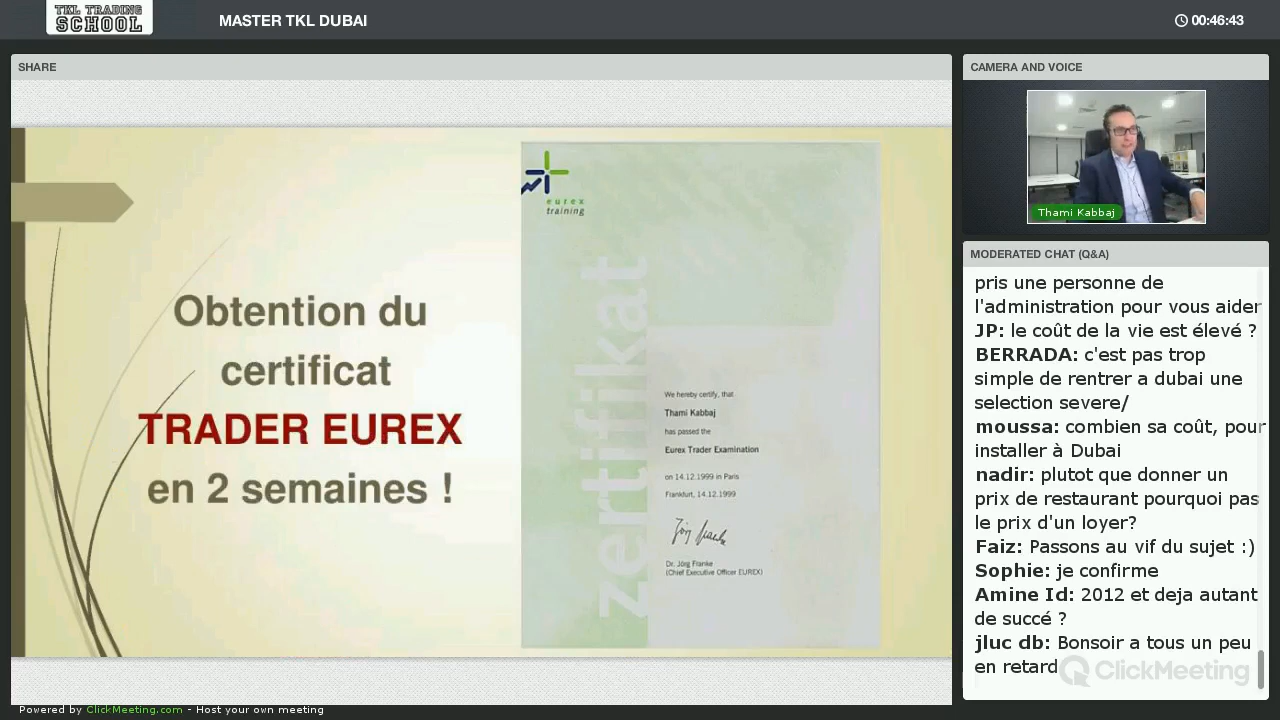 TKL TRADING
SCHOOL
MASTER TKL DUBAI
00:46:43
SHARE
eurex
training
zertifikat
Obtention du
certificat
TRADER EUREX
en 2 semaines !
We hereby certify, that
Thami Kabbaj
has passed the
Eurex Trader Examination
on 14.12.1999 in Paris
Frankfurt, 14.12.1999
Dr. Jörg Franke
(Chief Executive Officer EUREX)
CAMERA AND VOICE
Thami Kabbaj
MODERATED CHAT (Q&A)
pris une personne de
l'administration pour vous aider
JP: le coût de la vie est élevé ?
BERRADA: c'est pas trop
simple de rentrer a dubai une
selection severe/
moussa: combien sa coût, pour
installer à Dubai
nadir: plutot que donner un
prix de restaurant pourquoi pas
le prix d'un loyer?
Faiz: Passons au vif du sujet :)
Sophie: je confirme
Amine Id: 2012 et deja autant
de succé ?
jluc db: Bonsoir a tous un peu
en retard
ClickMeeting
Powered by ClickMeeting.com - Host your own meeting